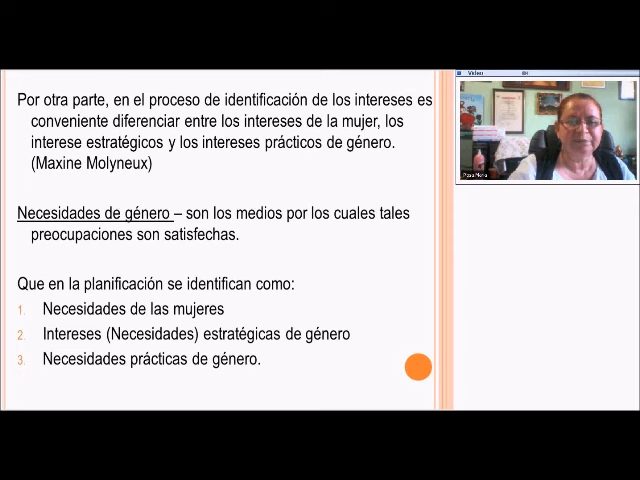 Por otra parte, en el proceso de identificación de los intereses es
conveniente diferenciar entre los intereses de la mujer, los
interese estratégicos y los intereses prácticos de género.
(Maxine Molyneux)
Necesidades de género – son los medios por los cuales tales
preocupaciones son satisfechas.
Que en la planificación se identifican como:
1. Necesidades de las mujeres
2. Intereses (Necesidades) estratégicas de género
3. Necesidades prácticas de género.
Video